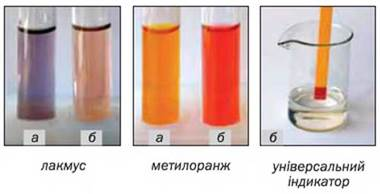 а б а б б
лакмус метилоранж універсальний
індикатор